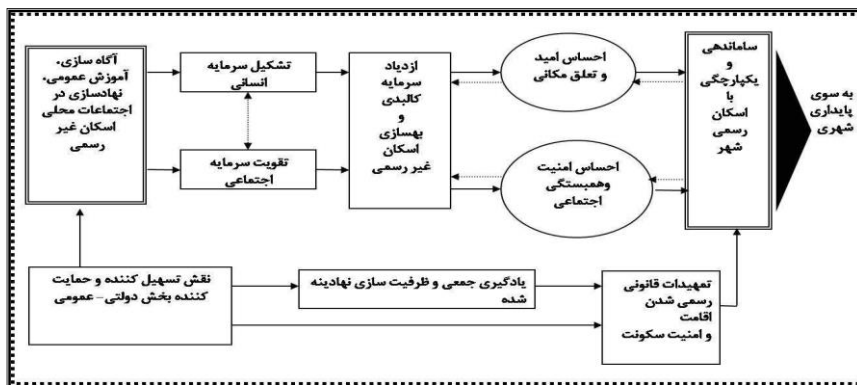 آگاه سازی،
آموزش عمومی،
نهادسازی در
اجتماعات محلی
اسکان غیر
رسمی
تشکیل سرمایه
انسانی
تقویت سرمایه
اجتماعی
ازدیاد
سرمایه
کالبدی
و
بهسازی
اسکان
غیر رسمی
احساس امید
و تعلق مکانی
احساس امنیت
وهمبستگی
اجتماعی
ساماندهی
و
یکپارچگی
با
اسکان
رسمی
شهر
به سوی
پایداری
شهری
نقش تسهیل کننده و حمایت
کننده بخش دولتی- عمومی
یادگیری جمعی و ظرفیت سازی نهادینه
شده
تمهیدات قانونی
رسمی شدن
اقامت
و امنیت سکونت